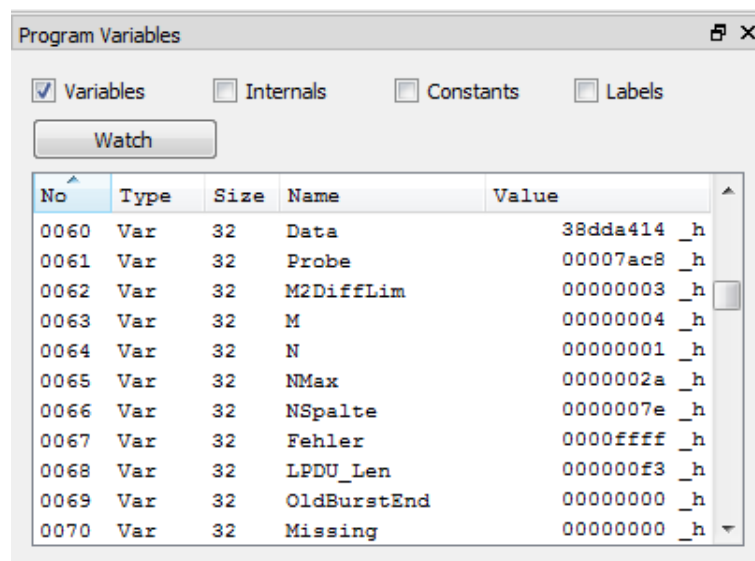 Program Variables
Variables Internals Constants Labels
Watch
No Type Size Name Value
0060 Var 32 Data 38dda414 _h
0061 Var 32 Probe 00007ac8 _h
0062 Var 32 M2DiffLim 00000003 _h
0063 Var 32 M 00000004 _h
0064 Var 32 N 00000001 _h
0065 Var 32 NMax 0000002a _h
0066 Var 32 NSpalte 0000007e _h
0067 Var 32 Fehler 0000ffff _h
0068 Var 32 LPDU_Len 000000f3 _h
0069 Var 32 OldBurstEnd 00000000 _h
0070 Var 32 Missing 00000000 _h